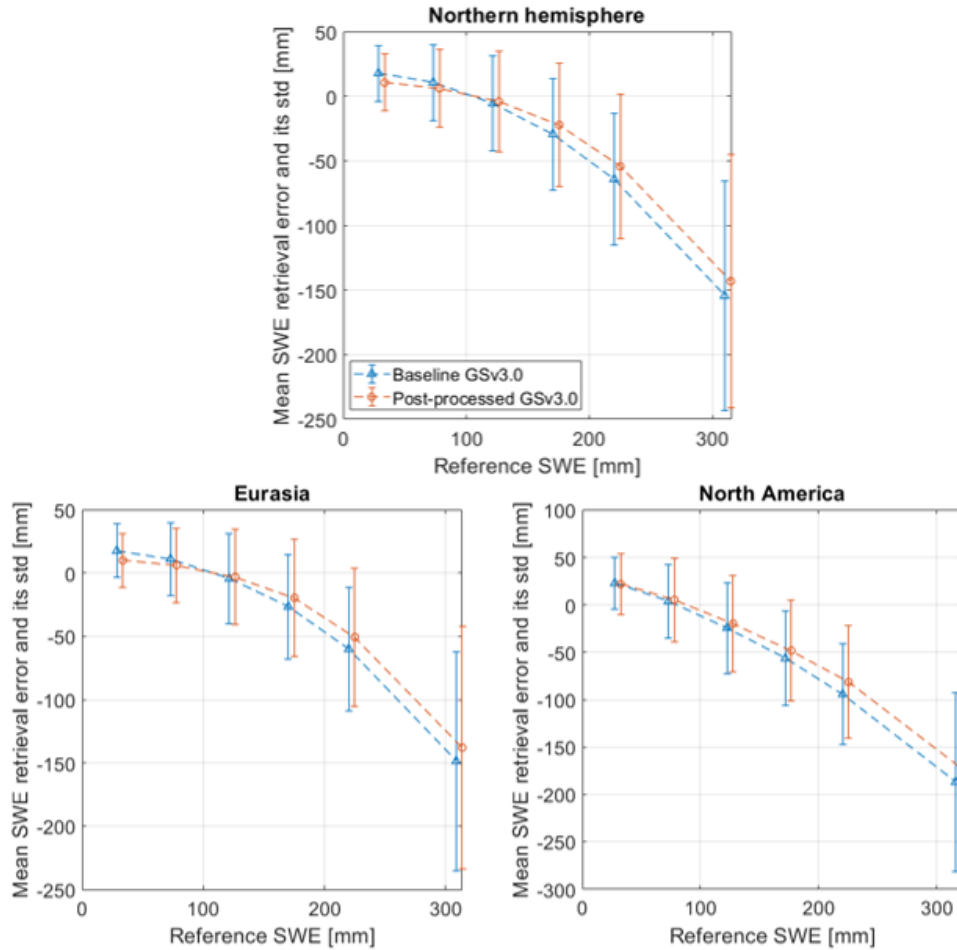 Northern hemisphere
Mean SWE retrieval error and its std [mm]
50
0
-50
-100
-150
-200
-250
Baseline GSv3.0
Post-processed GSv3.0
0 100 200 300
Reference SWE [mm]
Eurasia
Mean SWE retrieval error and its std [mm]
50
0
-50
-100
-150
-200
-250
0 100 200 300
Reference SWE [mm]
North America
Mean SWE retrieval error and its std [mm]
100
50
0
-50
-100
-150
-200
-250
-300
0 100 200 300
Reference SWE [mm]